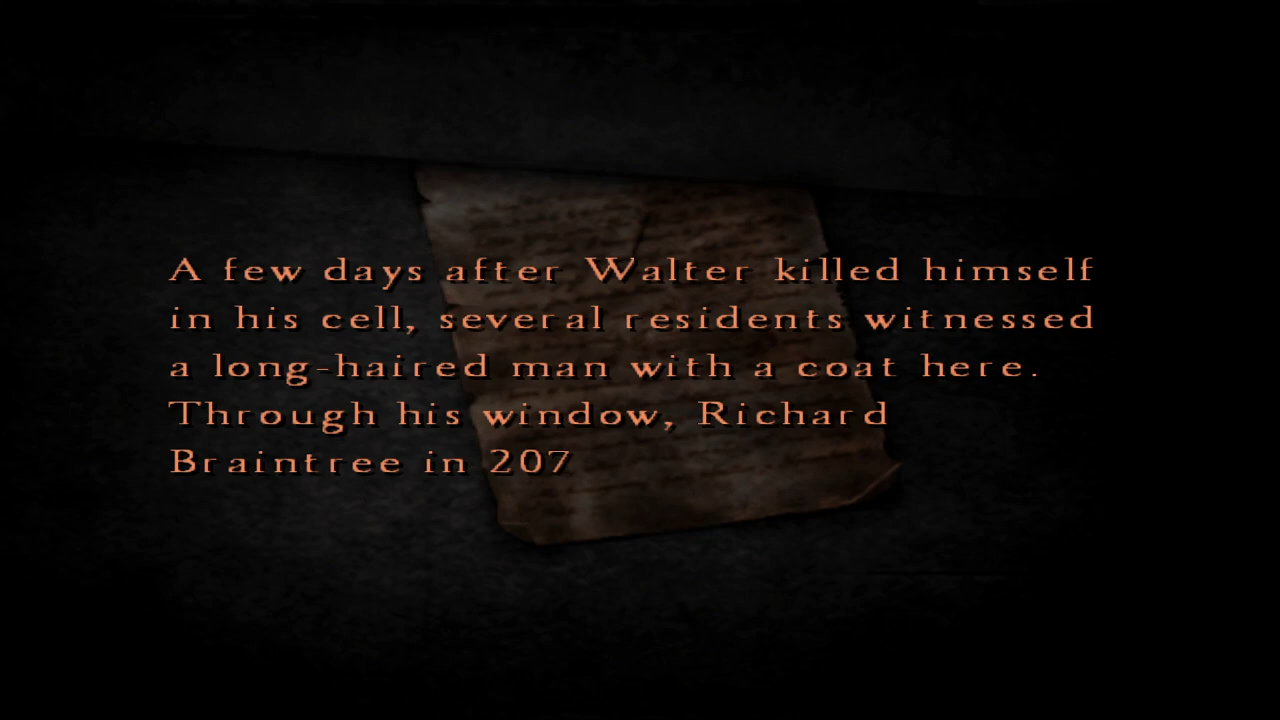 A few days after Walter killed himself
in his cell, several residents witnessed
a long-haired man with a coat here.
Through his window, Richard
Braintree in 207